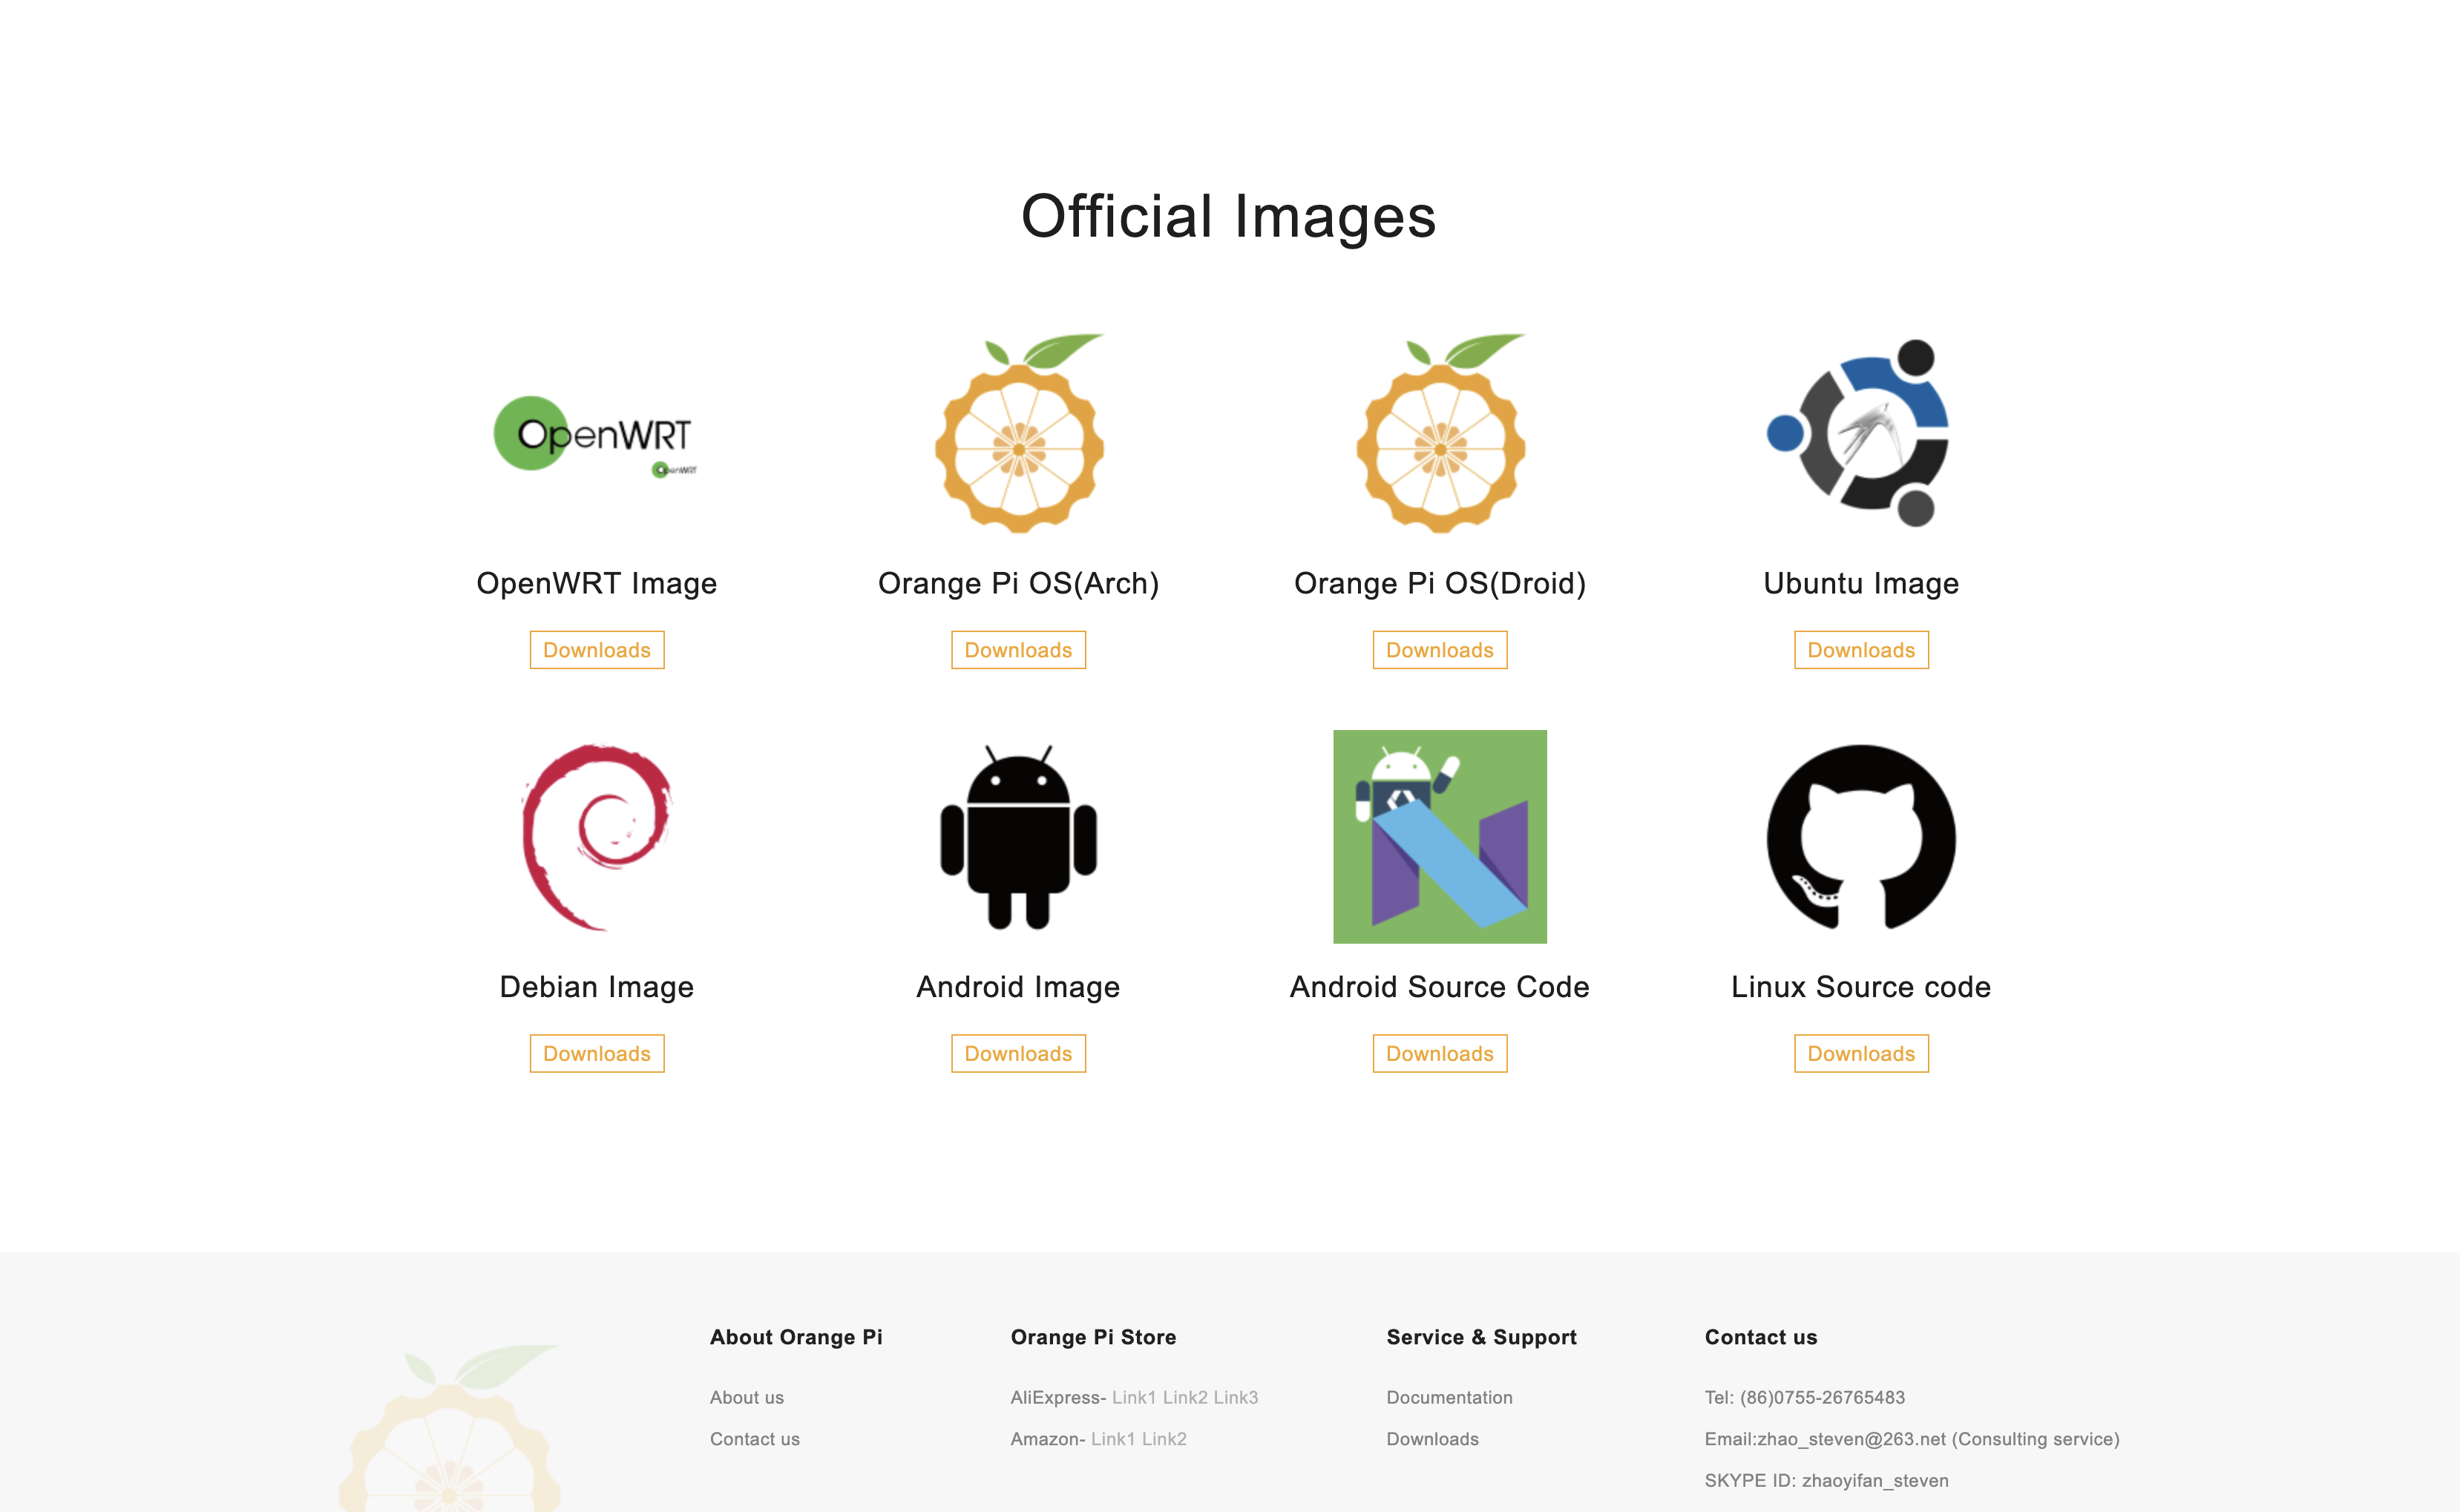 Official Images
OpenWRT
OpenWRT
OpenWRT Image
Orange Pi OS(Arch)
Orange Pi OS(Droid)
Ubuntu Image
Downloads
Downloads
Downloads
Downloads
Debian Image
Android Image
Android Source Code
Linux Source code
Downloads
Downloads
Downloads
Downloads
About Orange Pi
About us
Contact us
Orange Pi Store
AliExpress- Link1 Link2 Link3
Amazon- Link1 Link2
Service & Support
Documentation
Downloads
Contact us
Tel: (86)0755-26765483
Email:zhao_steven@263.net (Consulting service)
SKYPE ID: zhaoyifan_steven